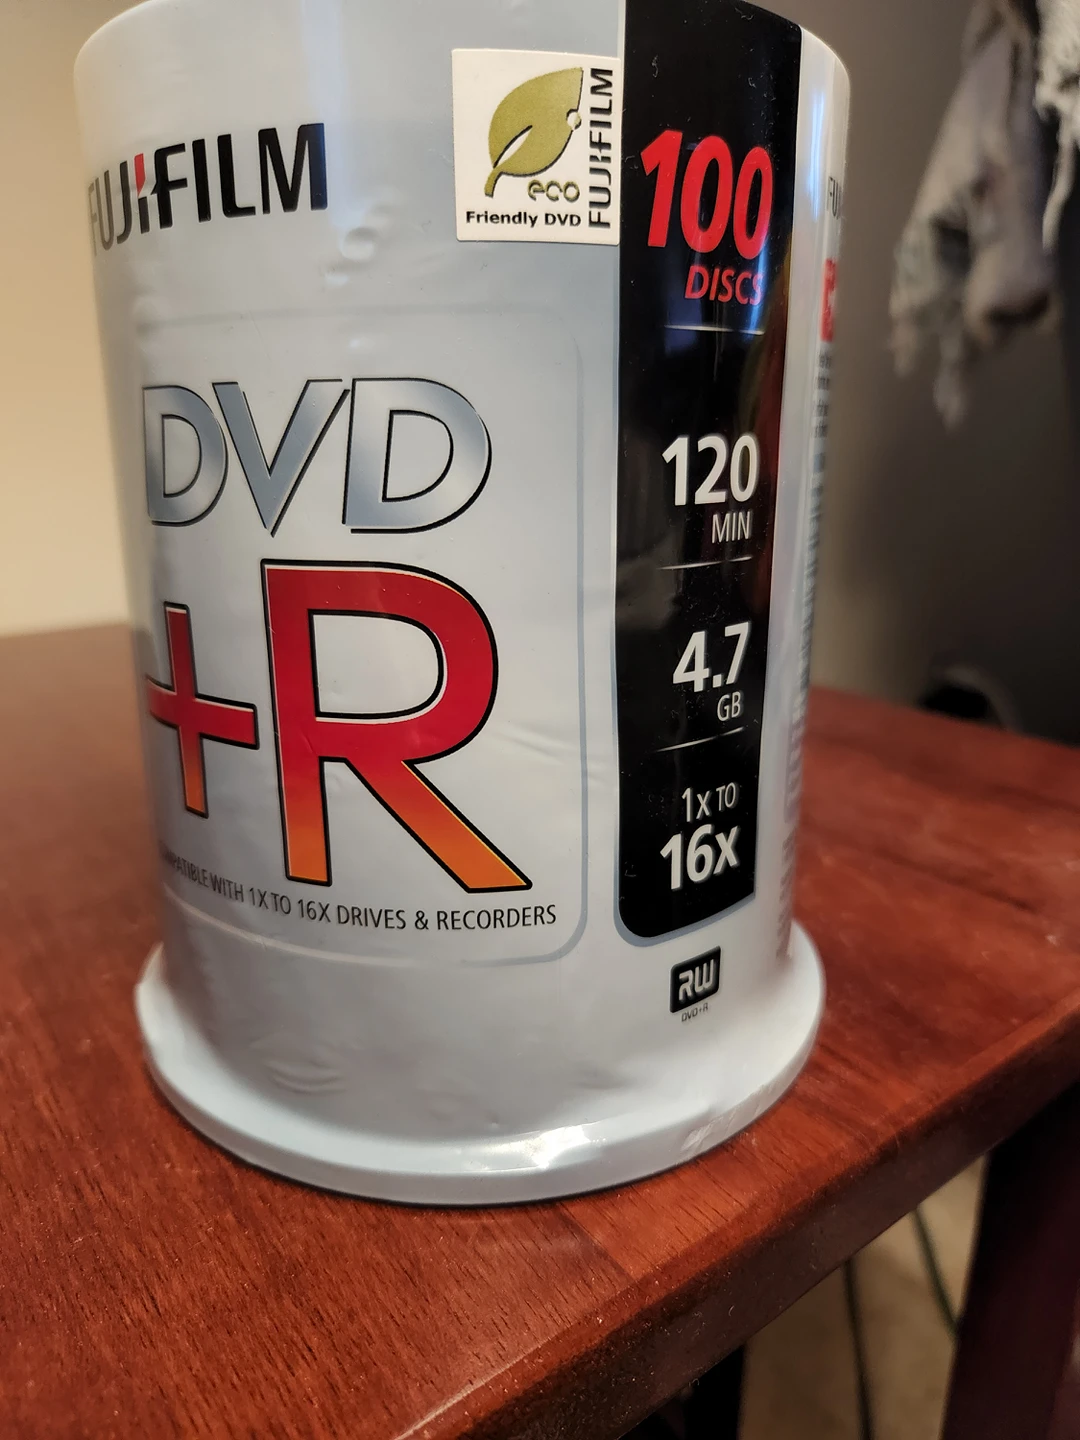 FUJIFILM
eco
Friendly DVD
FUJIFILM
100
DISCS
DVD
+R
COMPATIBLE WITH 1X TO 16X DRIVES & RECORDERS
120
MIN
4.7
GB
1x TO
16x
RW
DVD+R